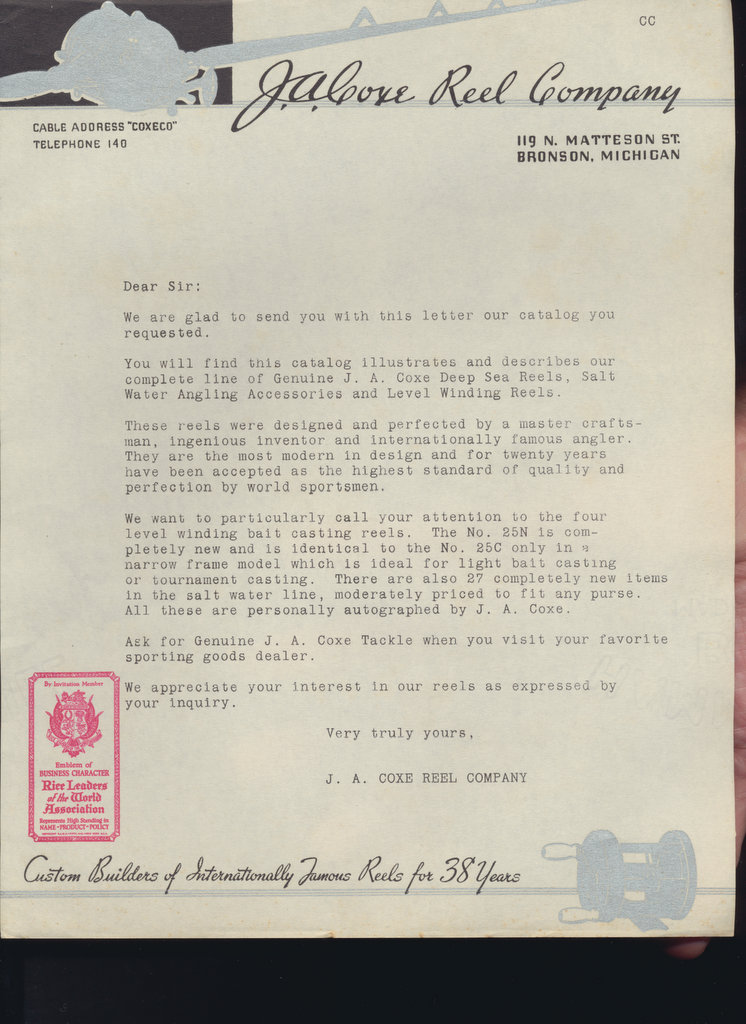 CC
J.A. Coxe Reel Company
CABLE ADDRESS "COXECO"
TELEPHONE 140
119 N. MATTESON ST.
BRONSON, MICHIGAN
Dear Sir:
We are glad to send you with this letter our catalog you
requested.
You will find this catalog illustrates and describes our
complete line of Genuine J. A. Coxe Deep Sea Reels, Salt
Water Angling Accessories and Level Winding Reels.
These reels were designed and perfected by a master crafts-
man, ingenious inventor and internationally famous angler.
They are the most modern in design and for twenty years
have been accepted as the highest standard of quality and
perfection by world sportsmen.
We want to particularly call your attention to the four
level winding bait casting reels.  The No. 25N is com-
pletely new and is identical to the No. 25C only in a
narrow frame model which is ideal for light bait casting
or tournament casting.  There are also 27 completely new items
in the salt water line, moderately priced to fit any purse.
All these are personally autographed by J. A. Coxe.
Ask for Genuine J. A. Coxe Tackle when you visit your favorite
sporting goods dealer.
We appreciate your interest in our reels as expressed by
your inquiry.
Very truly yours,
J. A. COXE REEL COMPANY
By Invitation Member
Emblem of
BUSINESS CHARACTER
Rice Leaders
of the World
Association
Represents High Standing in
NAME-PRODUCT-POLICY
Custom Builders of Internationally Famous Reels for 38 Years